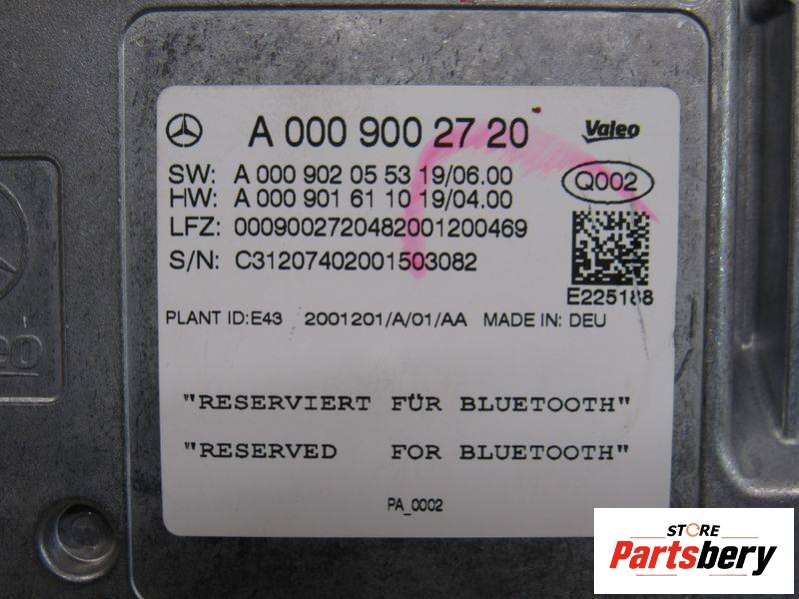 A 000 900 2720 Valeo
SW: A 000 902 05 53 19/06.00
HW: A 000 901 61 10 19/04.00
Q002
LFZ: 0009002720482001200469
S/N: C31207402001503082
E225188
PLANT ID:E43 2001201/A/01/AA MADE IN: DEU
"RESERVIERT FÜR BLUETOOTH"
"RESERVED FOR BLUETOOTH"
PA_0002
STORE
Partsbery